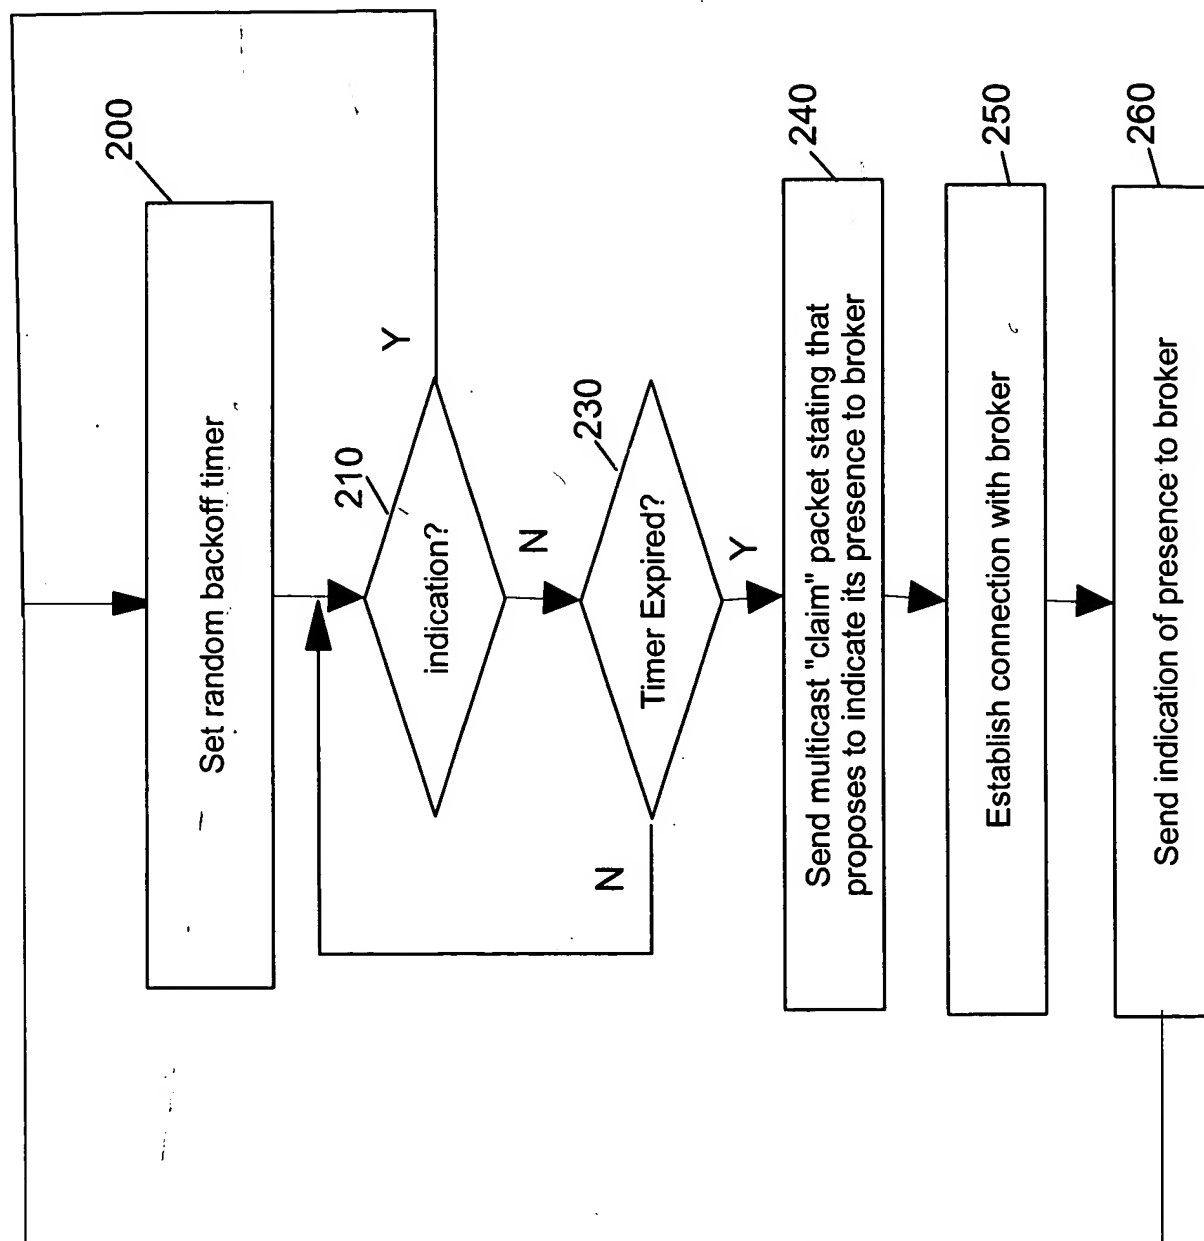 200
Set random backoff timer
210
indication?
Y
N
230
Timer Expired?
N
Y
240
Send multicast "claim" packet stating that
proposes to indicate its presence to broker
250
Establish connection with broker
260
Send indication of presence to broker